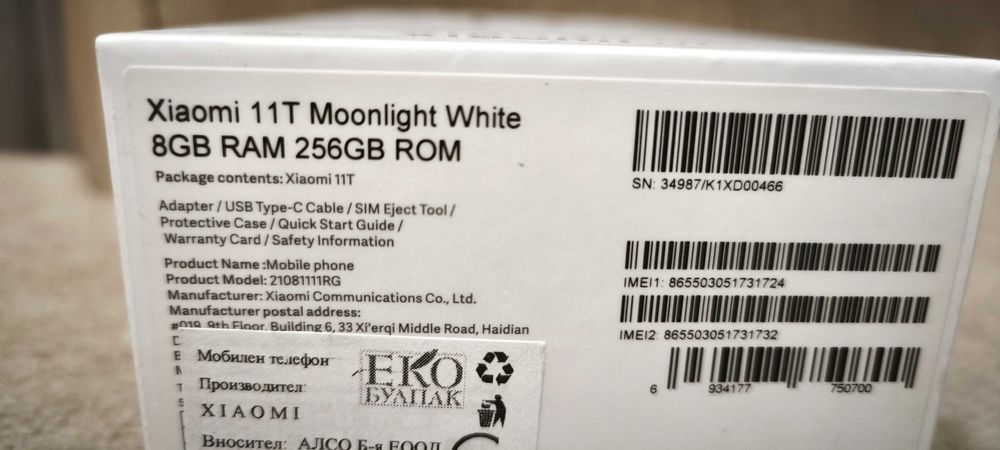 Xiaomi 11T Moonlight White
8GB RAM 256GB ROM
Package contents: Xiaomi 11T
Adapter / USB Type-C Cable / SIM Eject Tool /
Protective Case / Quick Start Guide /
Warranty Card / Safety Information
Product Name :Mobile phone
Product Model: 21081111RG
Manufacturer: Xiaomi Communications Co., Ltd.
Manufacturer postal address:
#019, 9th Floor, Building 6, 33 Xi'erqi Middle Road, Haidian
SN: 34987/K1XD00466
IMEI1: 865503051731724
IMEI2: 865503051731732
6 934177 750700
Мобилен телефон
Производител:
XIAOMI
Вносител: АЛСО Б-я ЕООД
ЕКО
БУЛПАК